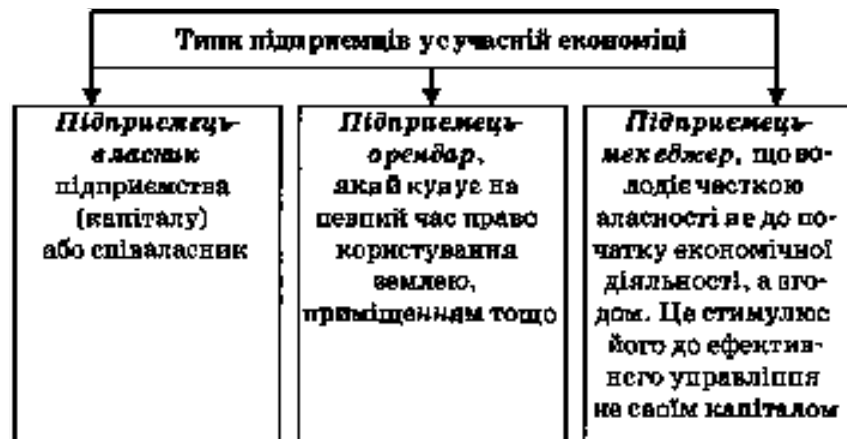 Типи підприємців у сучасній економіці
Підприємець-
власник
підприємства
(капіталу)
або співвласник
Підприємець-
орендар,
який купує на
певний час право
користування
землею,
приміщенням тощо
Підприємець-
менеджер, що во-
лодіє часткою
власності не до по-
чатку економічної
діяльності, а зго-
дом. Це стимулює
його до ефектив-
ного управління
не своїм капіталом